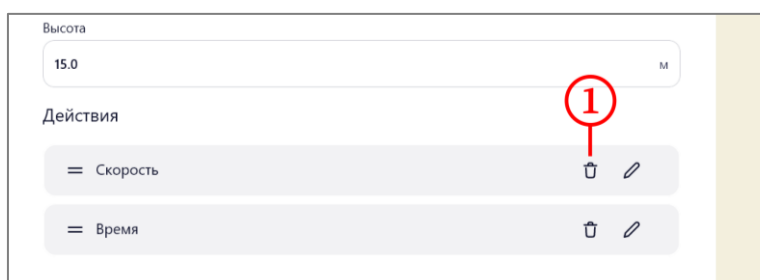 Высота
15.0 м
Действия
1
Скорость
Время